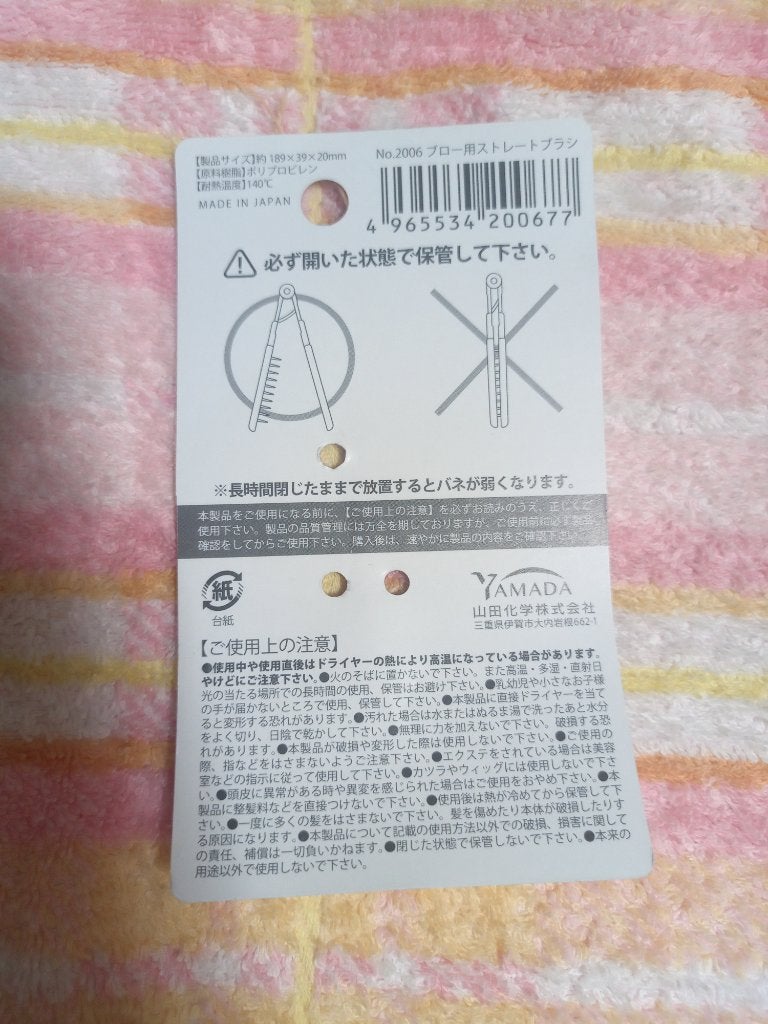 【製品サイズ】約 189×39×20mm
【原料樹脂】ポリプロピレン
【耐熱温度】140℃
MADE IN JAPAN
No.2006 ブロー用ストレートブラシ
4 965534 200677
必ず開いた状態で保管して下さい。
※長時間閉じたままで放置するとバネが弱くなります。
本製品をご使用になる前に、【ご使用上の注意】を必ずお読みのうえ、正しくご
使用下さい。製品の品質管理には万全を期しておりますが、ご使用前に必ず製品
確認をしてからご使用下さい。購入後は、速やかに製品の内容をご確認下さい。
紙
台紙
YAMADA
山田化学株式会社
三重県伊賀市大内岩根662-1
【ご使用上の注意】
●使用中や使用直後はドライヤーの熱により高温になっている場合があります。
やけどにご注意下さい。●火のそばに置かないで下さい。また高温・多湿・直射日
光の当たる場所での長時間の使用、保管はお避け下さい。●乳幼児や小さなお子様
の手が届かないところで使用、保管して下さい。●本製品に直接ドライヤーを当て
ると変形する恐れがあります。●汚れた場合は水またはぬるま湯で洗ったあと水分
をよく切り、日陰で乾かして下さい。●無理に力を加えないで下さい。破損する恐
れがあります。●本製品が破損や変形した際は使用しないで下さい。●ご使用の
際、指などをはさまないようご注意下さい。●エクステをされている場合は美容
室などの指示に従って使用して下さい。●カツラやウィッグには使用しないで下さ
い。●頭皮に異常がある時や異変を感じられた場合はご使用をおやめ下さい。●本
製品に整髪料などを直接つけないで下さい。●使用後は熱が冷めてから保管して下
さい。●一度に多くの髪をはさまないで下さい。髪を傷めたり本体が破損したりす
る原因になります。●本製品について記載の使用方法以外での破損、損害に関して
の責任、補償は一切負いかねます。●閉じた状態で保管しないで下さい。●本来の
用途以外で使用しないで下さい。